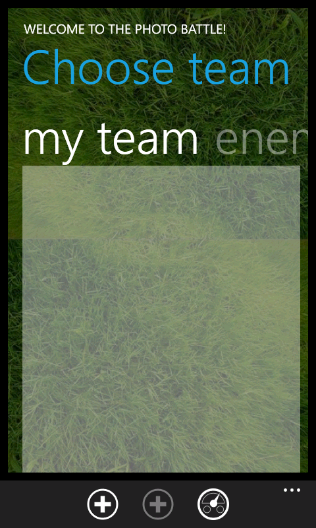 WELCOME TO THE PHOTO BATTLE!
Choose team
my team ener